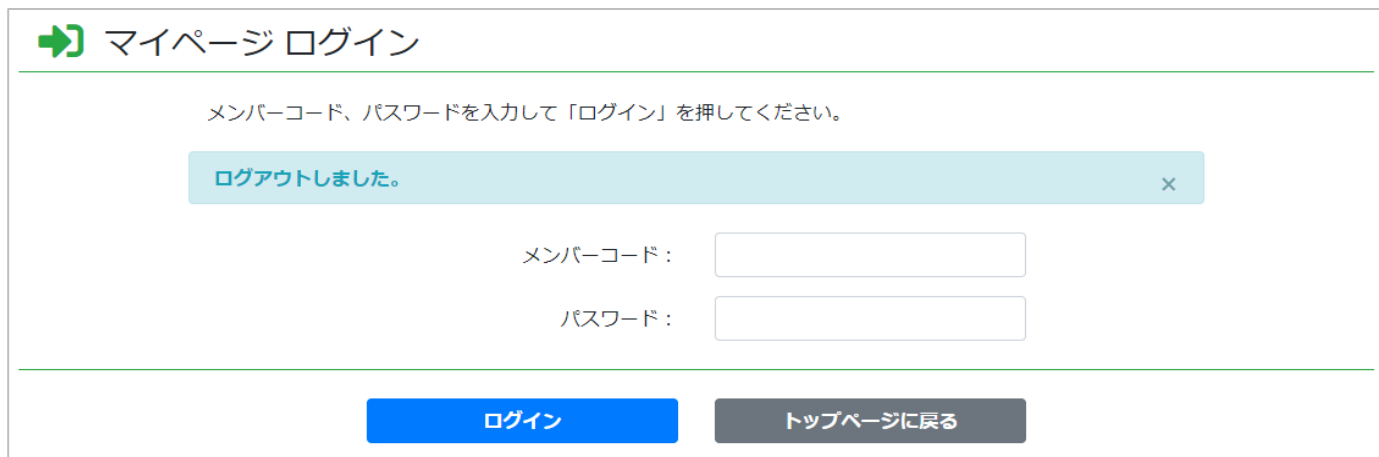 マイページ ログイン
メンバーコード、パスワードを入力して「ログイン」を押してください。
ログアウトしました。 ×
メンバーコード：
パスワード：
ログイン トップページに戻る